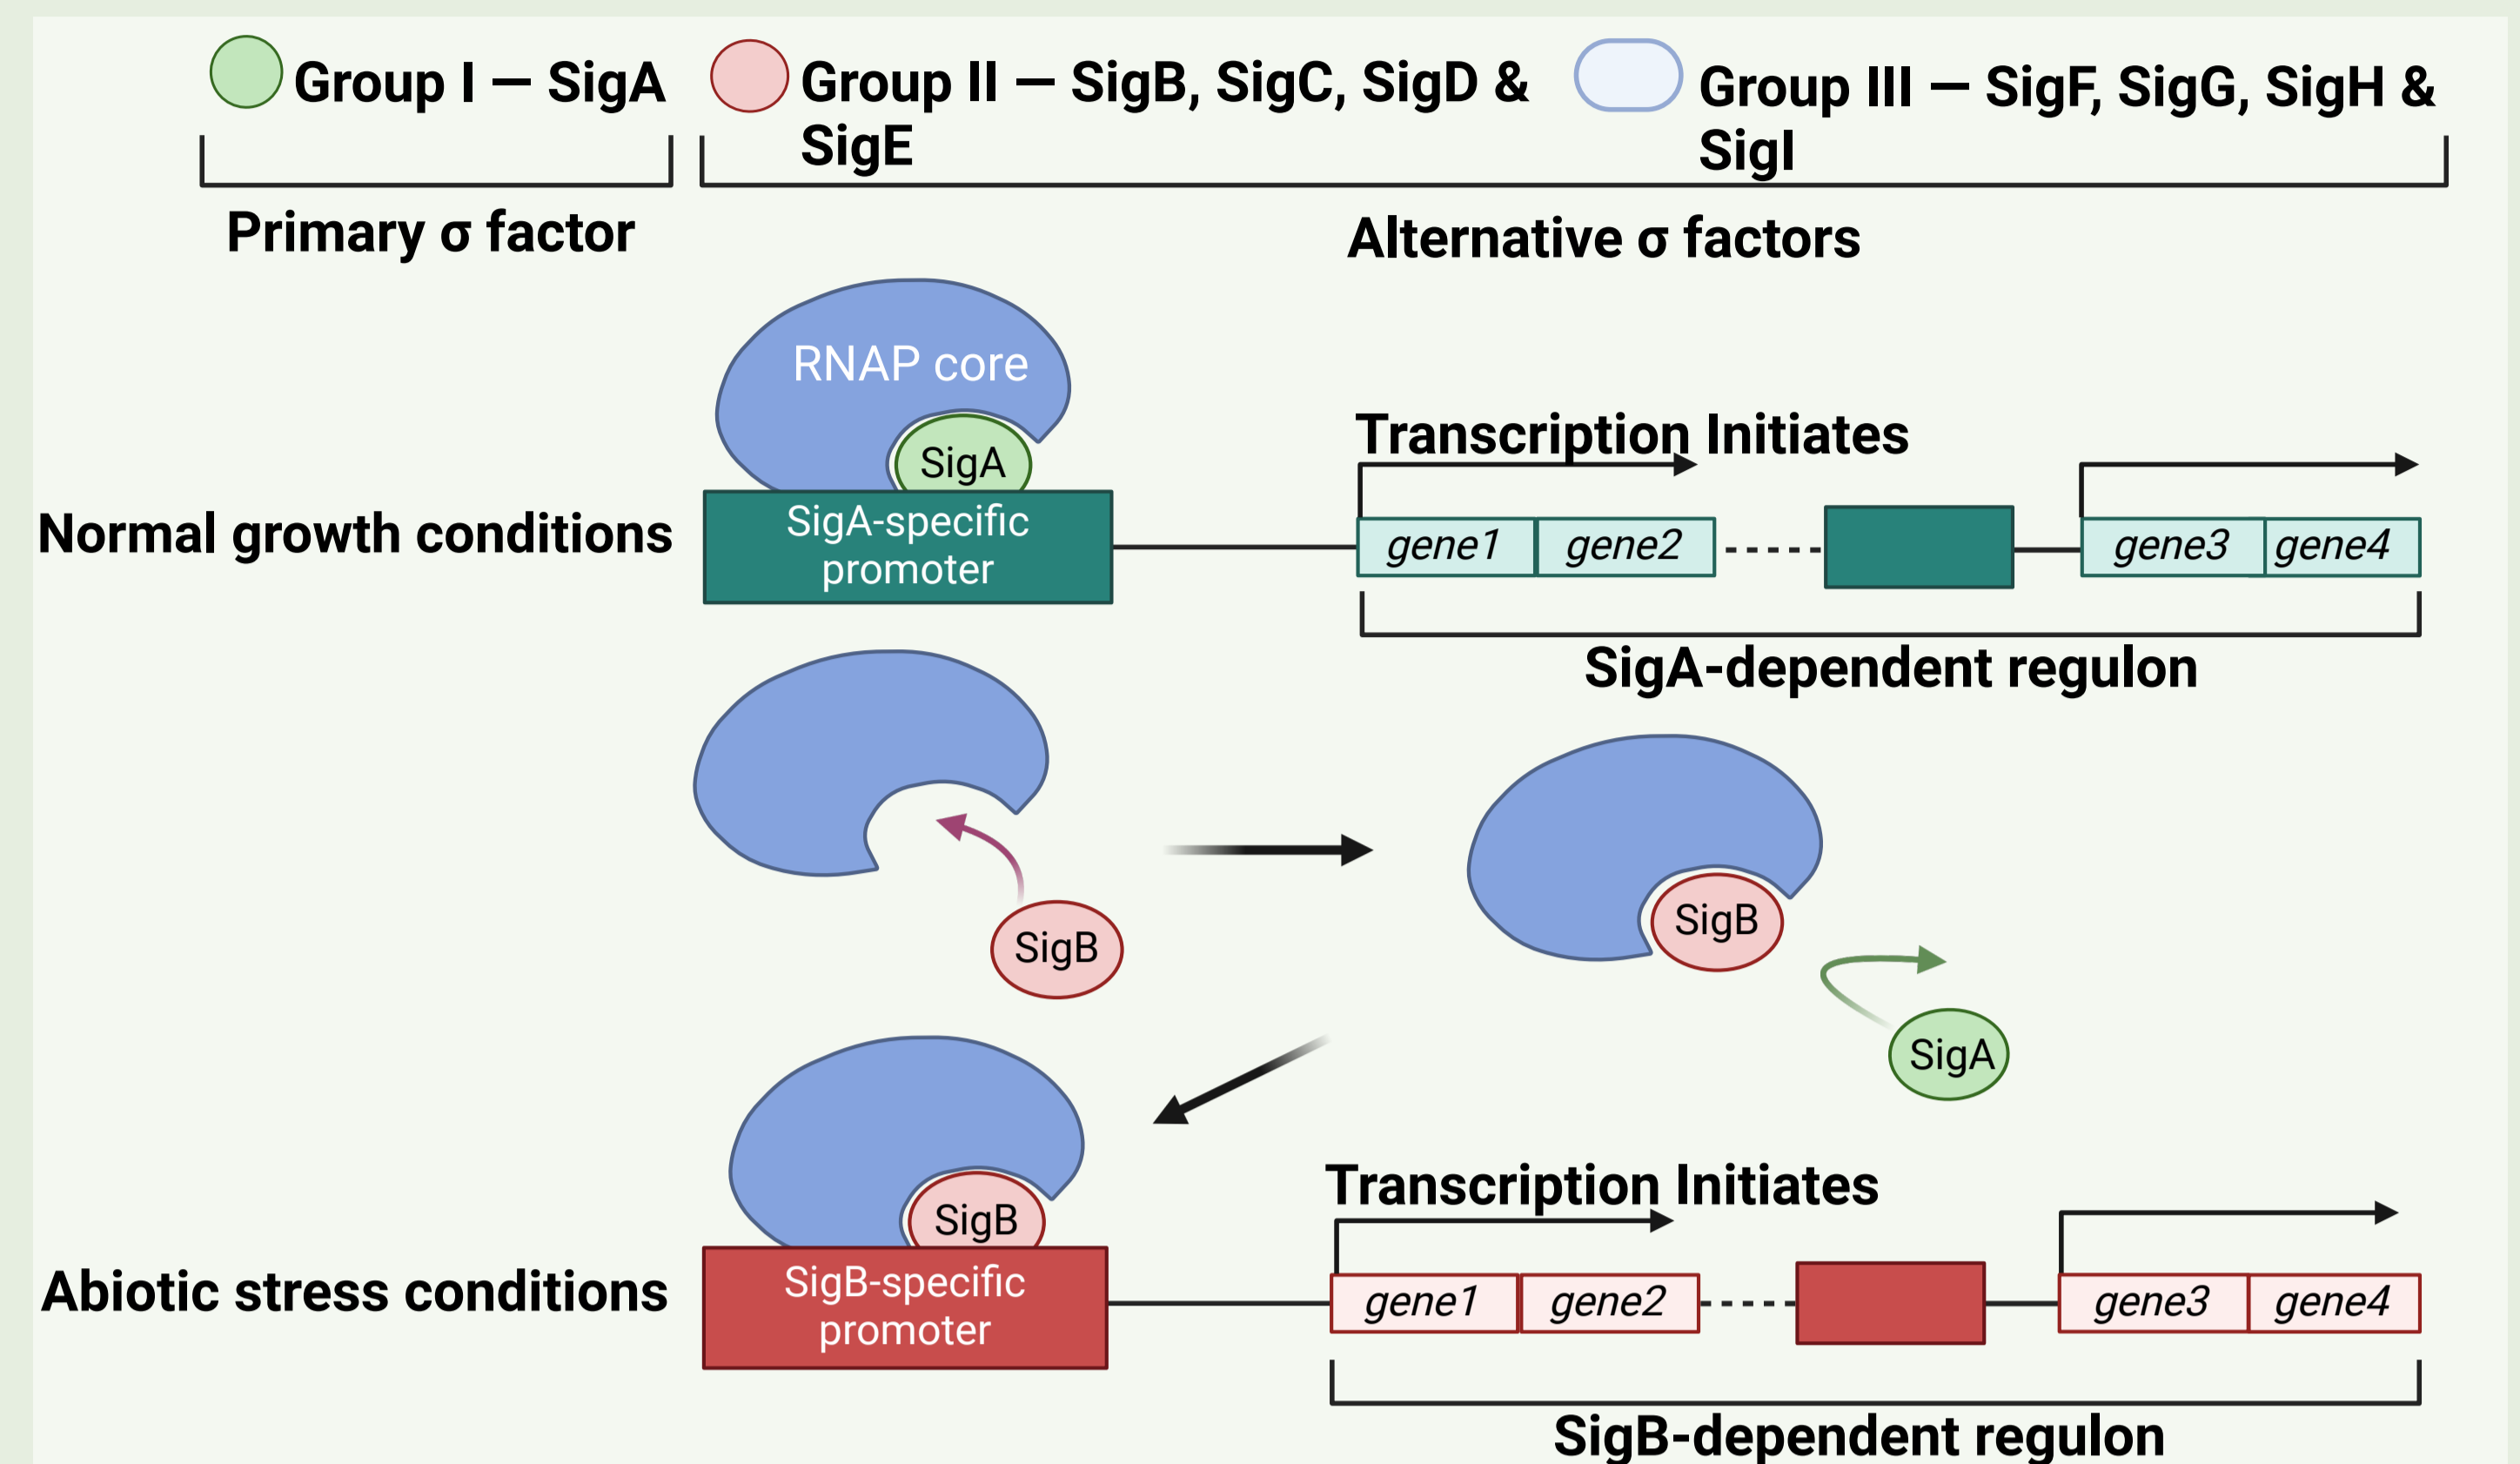 Group I — SigA
Group II — SigB, SigC, SigD &
SigE
Group III — SigF, SigG, SigH &
SigI
Primary σ factor
Alternative σ factors
RNAP core
SigA
Transcription Initiates
Normal growth conditions
SigA-specific
promoter
gene1
gene2
gene3
gene4
SigA-dependent regulon
SigB
SigB
SigA
SigB
Transcription Initiates
Abiotic stress conditions
SigB-specific
promoter
gene1
gene2
gene3
gene4
SigB-dependent regulon